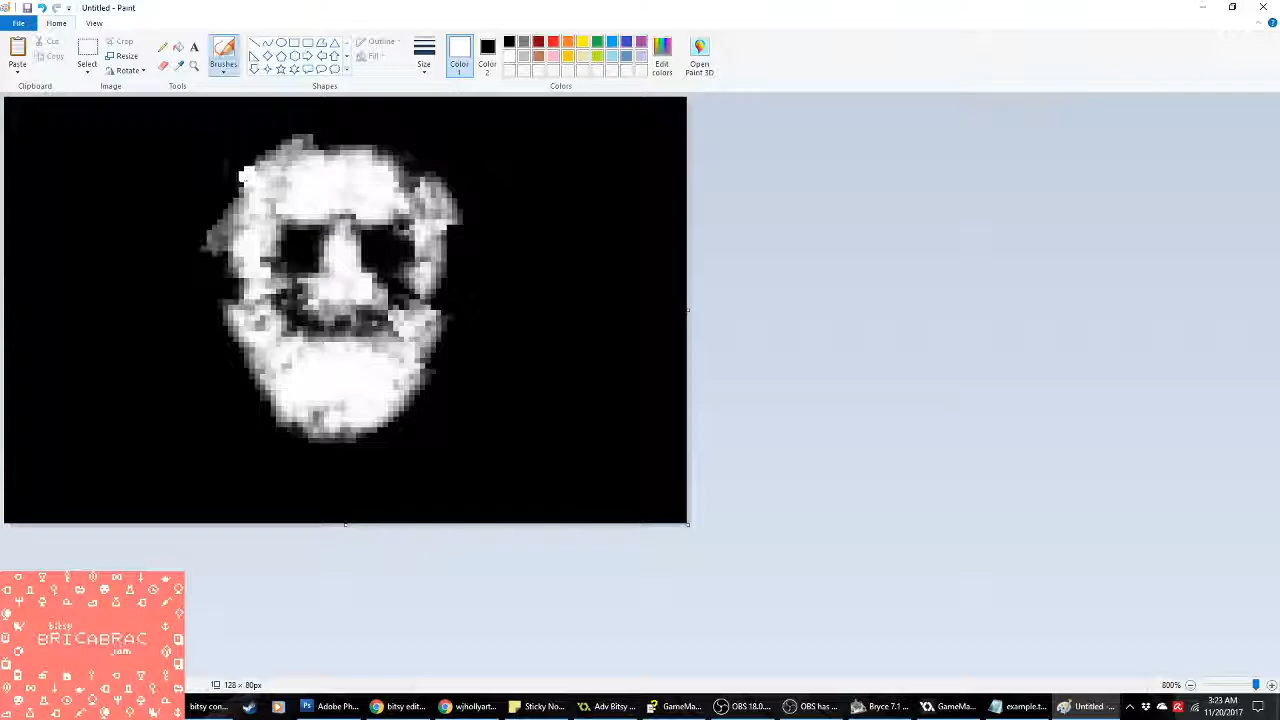 Untitled - Paint
File Home View
Paste
Cut
Copy
Clipboard
Select
Crop
Resize
Rotate
Image
Tools
Brushes
Shapes
Outline
Fill
Size
Color 1
Color 2
Colors
Edit colors
Open Paint 3D
bitsy
BRICABRAC
jam
128 × 80px
800%
bitsy con...
Adobe Ph...
bitsy edit...
wjhollyart...
Sticky No...
Adv Bitsy ...
GameMa...
OBS 18.0...
OBS has...
Bryce 7.1
GameMa...
example.t...
Untitled -...
3:23 AM
11/20/2017